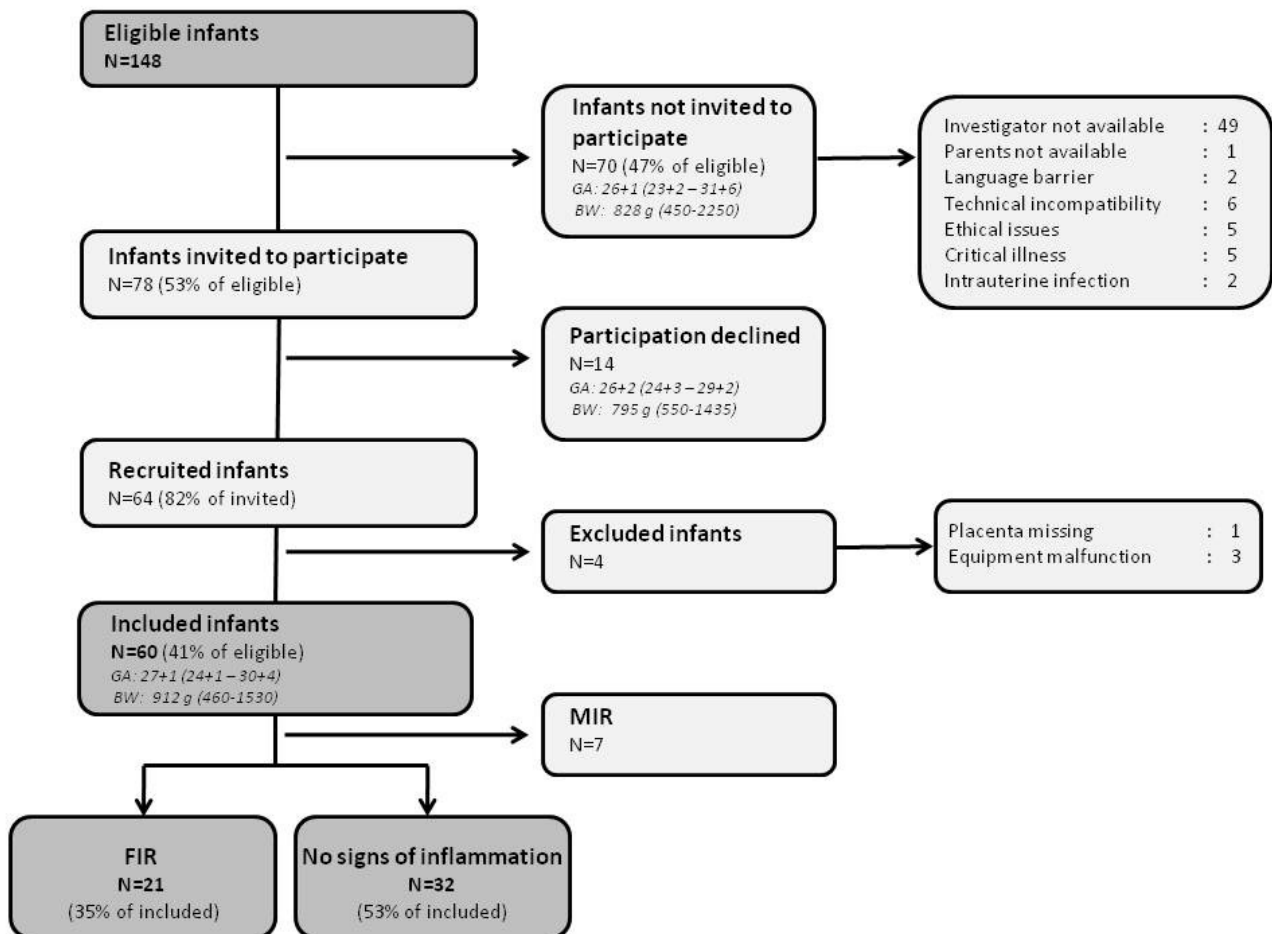 Eligible infants
N=148
Infants not invited to
participate
N=70 (47% of eligible)
GA: 26+1 (23+2 – 31+6)
BW: 828 g (450-2250)
Investigator not available : 49
Parents not available : 1
Language barrier : 2
Technical incompatibility : 6
Ethical issues : 5
Critical illness : 5
Intrauterine infection : 2
Infants invited to participate
N=78 (53% of eligible)
Participation declined
N=14
GA: 26+2 (24+3 – 29+2)
BW: 795 g (550-1435)
Recruited infants
N=64 (82% of invited)
Excluded infants
N=4
Placenta missing : 1
Equipment malfunction : 3
Included infants
N=60 (41% of eligible)
GA: 27+1 (24+1 – 30+4)
BW: 912 g (460-1530)
MIR
N=7
FIR
N=21
(35% of included)
No signs of inflammation
N=32
(53% of included)